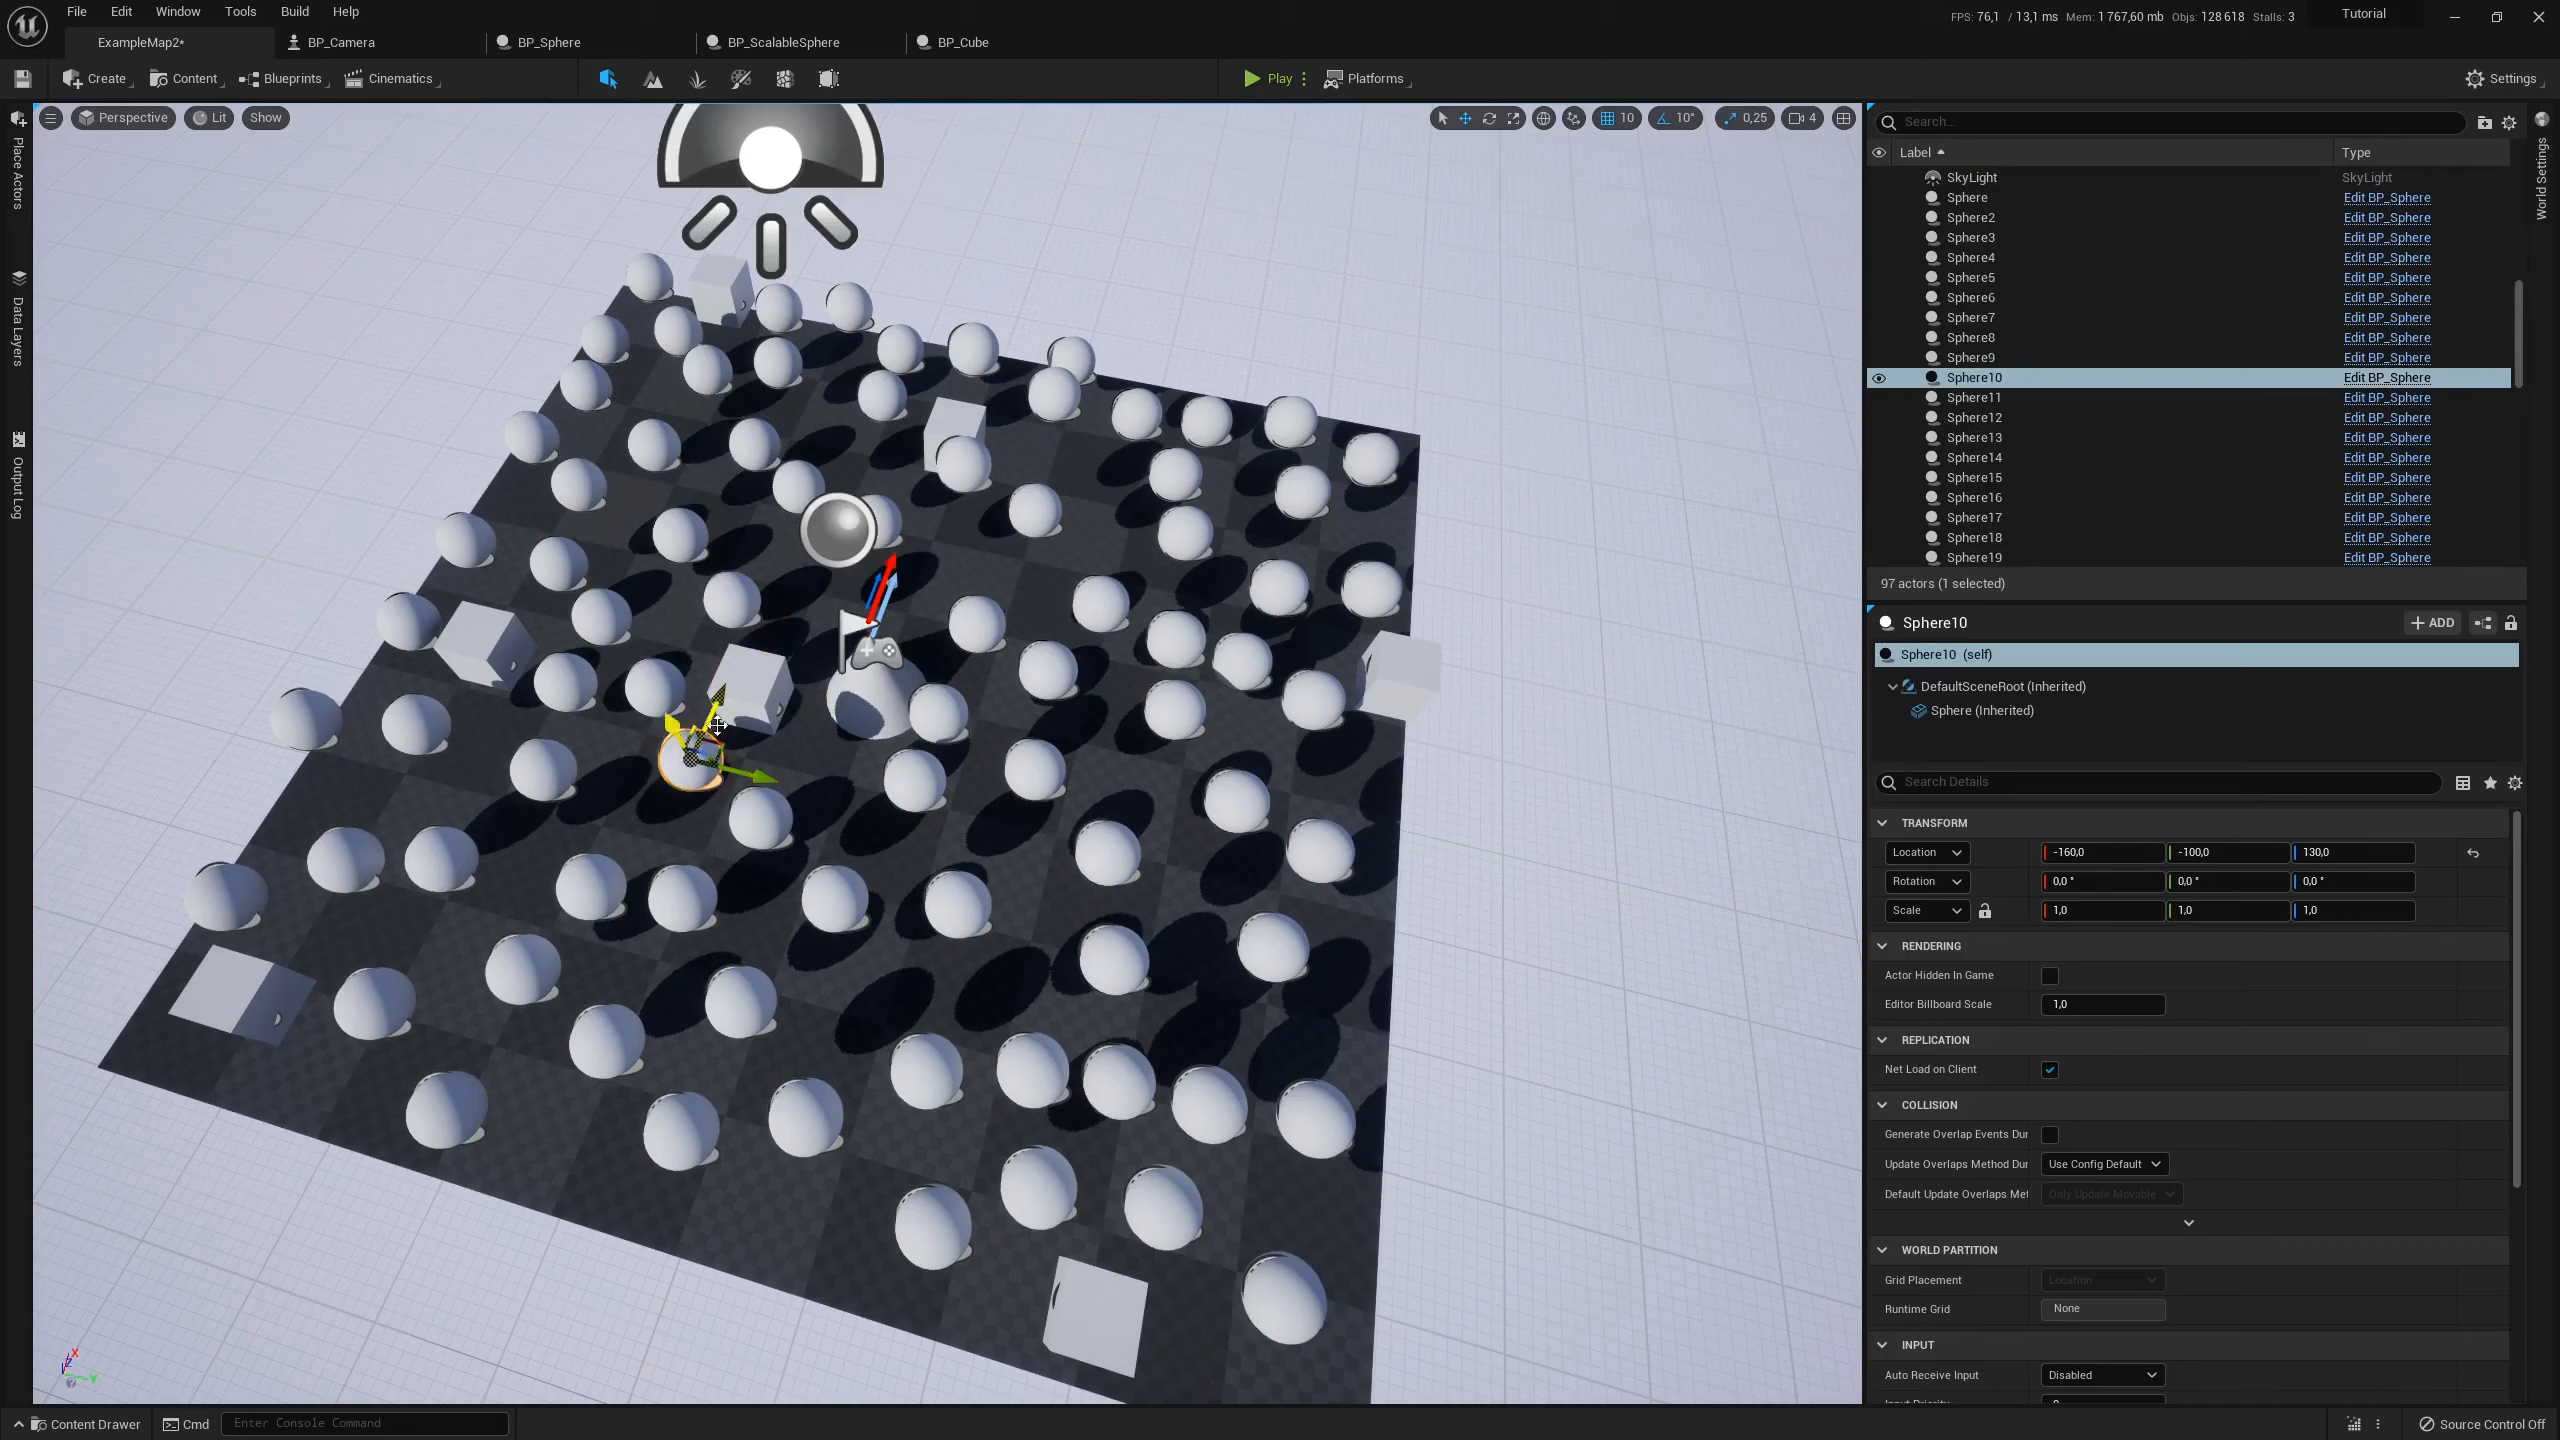 File Edit Window Tools Build Help
FPS: 76,1 / 13,1 ms Mem: 1 767,60 mb Objs: 128 618 Stalls: 3 Tutorial
ExampleMap2* BP_Camera BP_Sphere BP_ScalableSphere BP_Cube
Create Content Blueprints Cinematics Play Platforms Settings
Perspective Lit Show 10 10° 0,25 4
Place Actors
Data Layers
Output Log
World Settings
Search...
Label Type
SkyLight SkyLight
Sphere Edit BP_Sphere
Sphere2 Edit BP_Sphere
Sphere3 Edit BP_Sphere
Sphere4 Edit BP_Sphere
Sphere5 Edit BP_Sphere
Sphere6 Edit BP_Sphere
Sphere7 Edit BP_Sphere
Sphere8 Edit BP_Sphere
Sphere9 Edit BP_Sphere
Sphere10 Edit BP_Sphere
Sphere11 Edit BP_Sphere
Sphere12 Edit BP_Sphere
Sphere13 Edit BP_Sphere
Sphere14 Edit BP_Sphere
Sphere15 Edit BP_Sphere
Sphere16 Edit BP_Sphere
Sphere17 Edit BP_Sphere
Sphere18 Edit BP_Sphere
Sphere19 Edit BP_Sphere
97 actors (1 selected)
Sphere10 + ADD
Sphere10 (self)
DefaultSceneRoot (Inherited)
Sphere (Inherited)
Search Details
TRANSFORM
Location -160,0 -100,0 130,0
Rotation 0,0 ° 0,0 ° 0,0 °
Scale 1,0 1,0 1,0
RENDERING
Actor Hidden In Game
Editor Billboard Scale 1,0
REPLICATION
Net Load on Client
COLLISION
Generate Overlap Events Dur
Update Overlaps Method Dur Use Config Default
Default Update Overlaps Met Only Update Movable
WORLD PARTITION
Grid Placement Location
Runtime Grid None
INPUT
Auto Receive Input Disabled
X
Z
Y
Content Drawer Cmd Enter Console Command Source Control Off